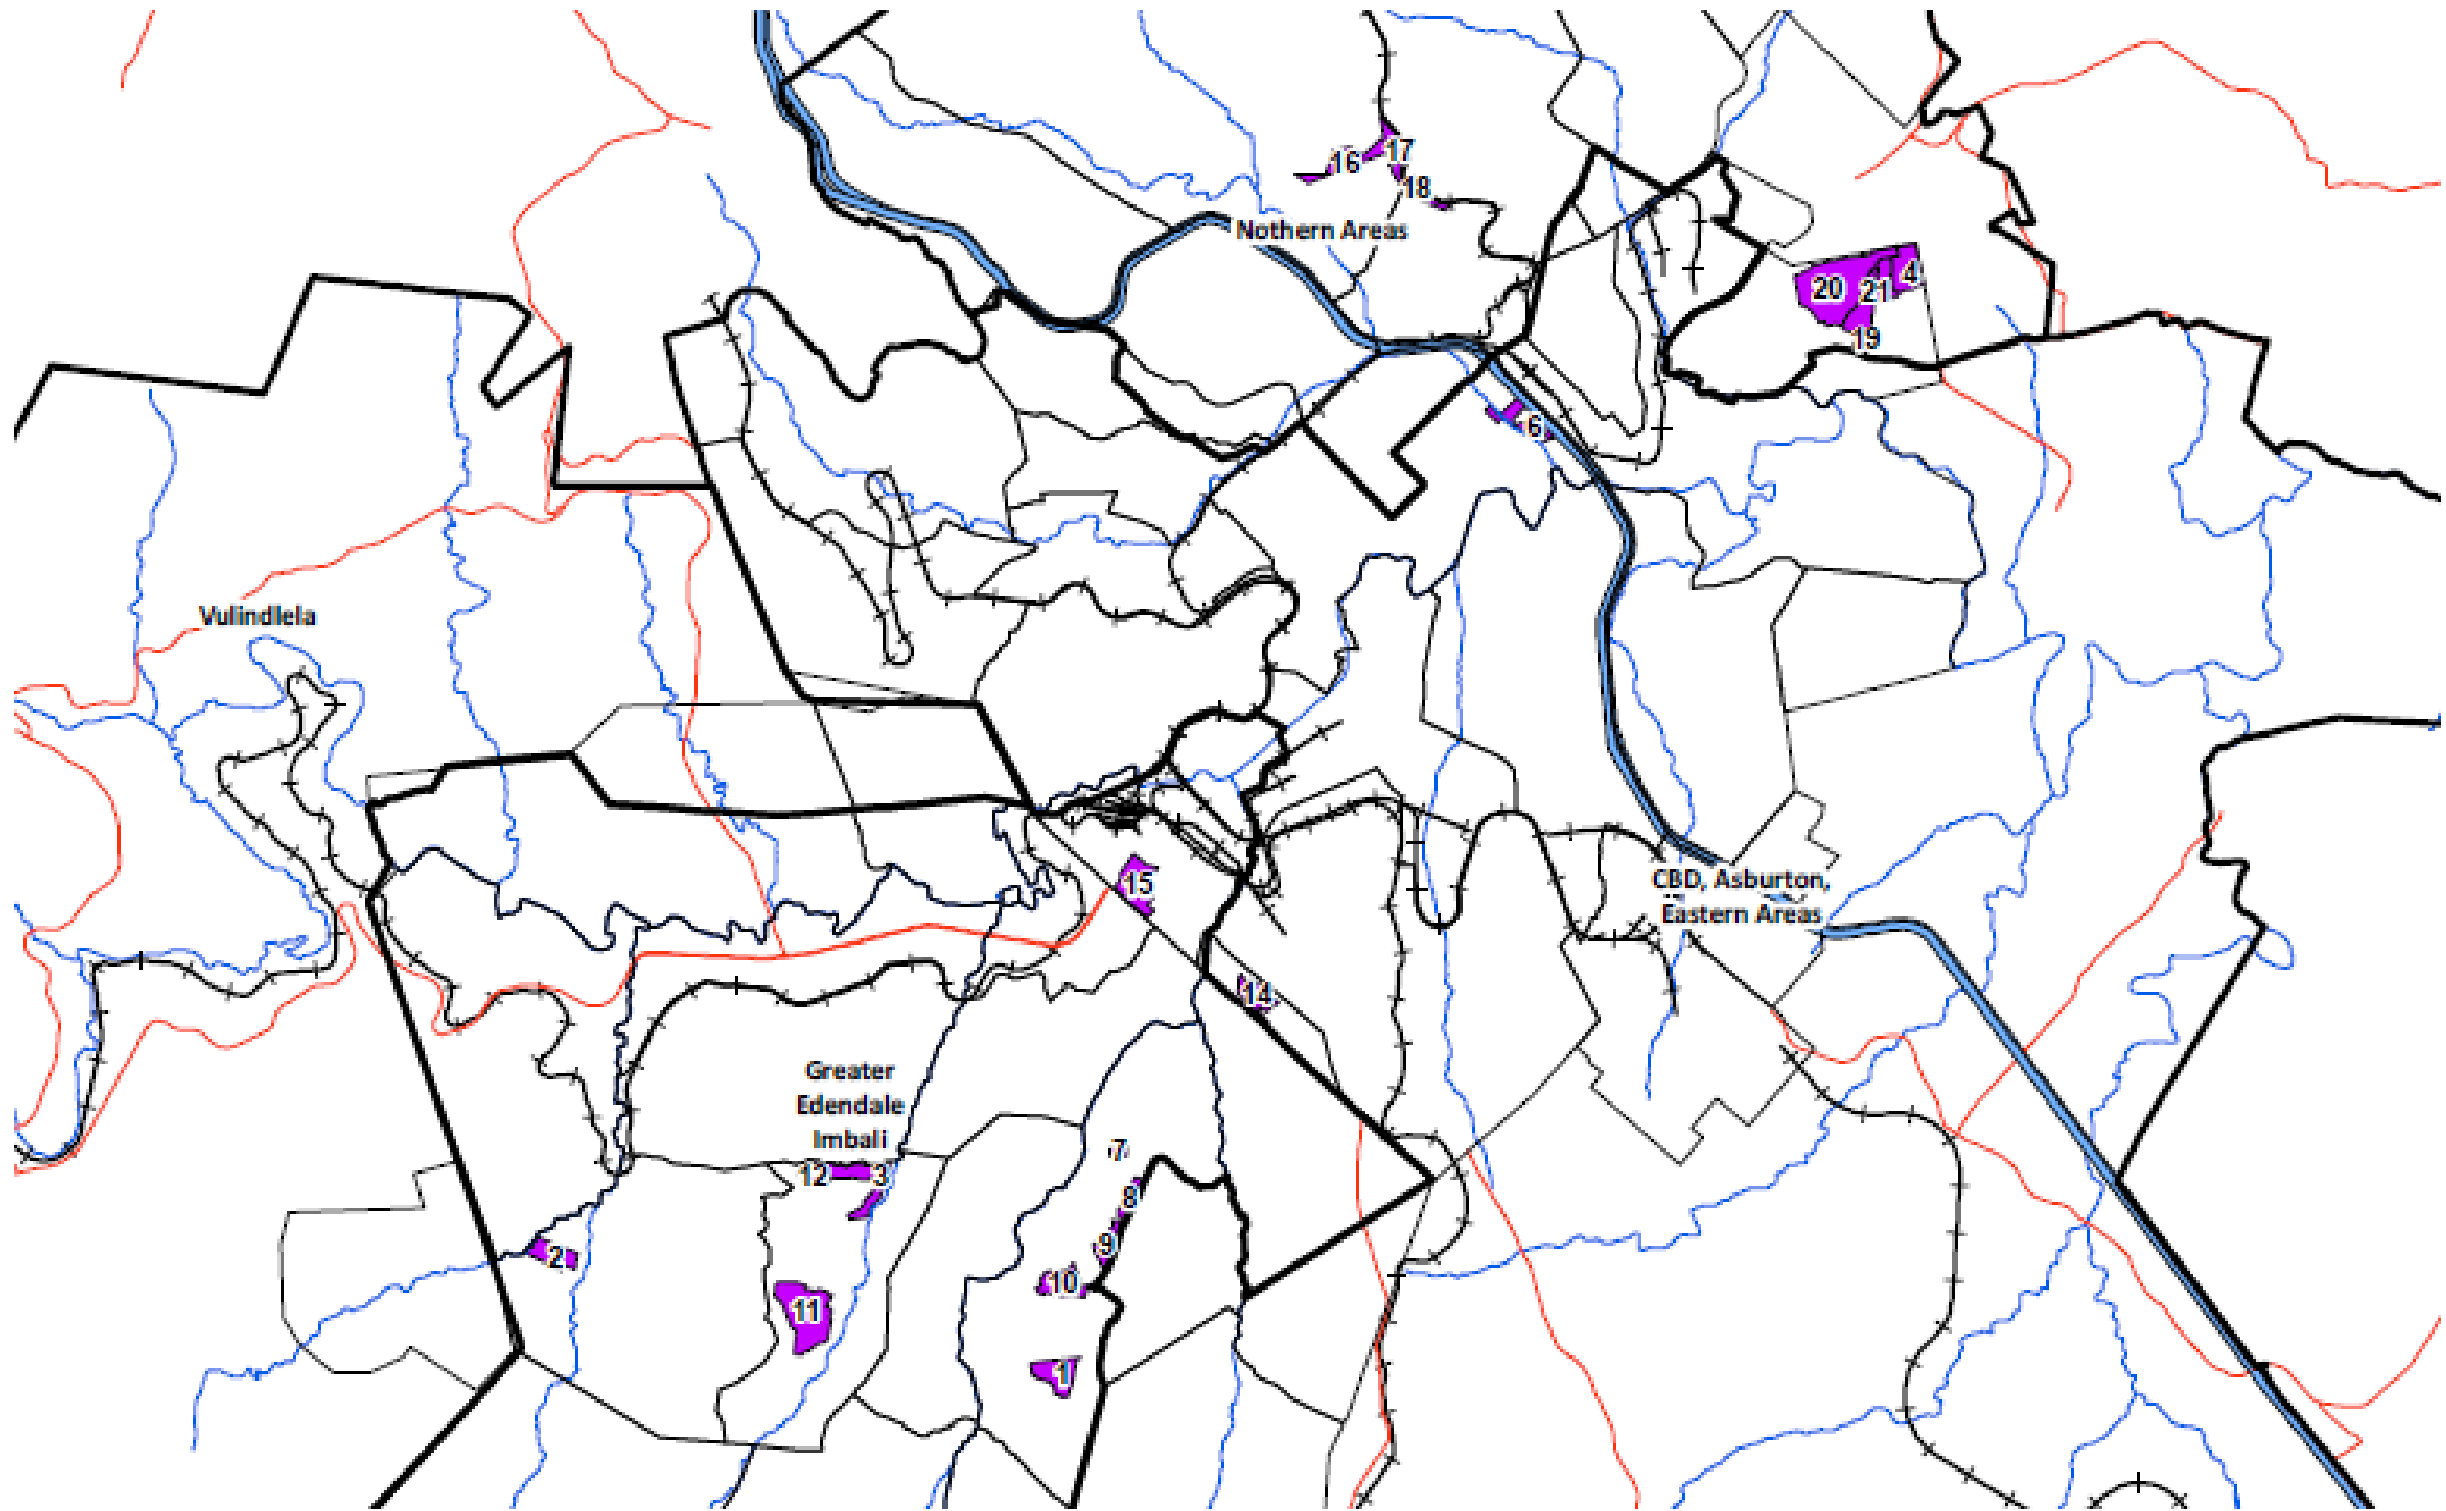 17
16
18
Nothern Areas
20
21
4
19
6
Vulindlela
15
CBD, Asburton,
Eastern Areas
14
Greater
Edendale
Imbali
7
12
3
8
9
2
10
11
1